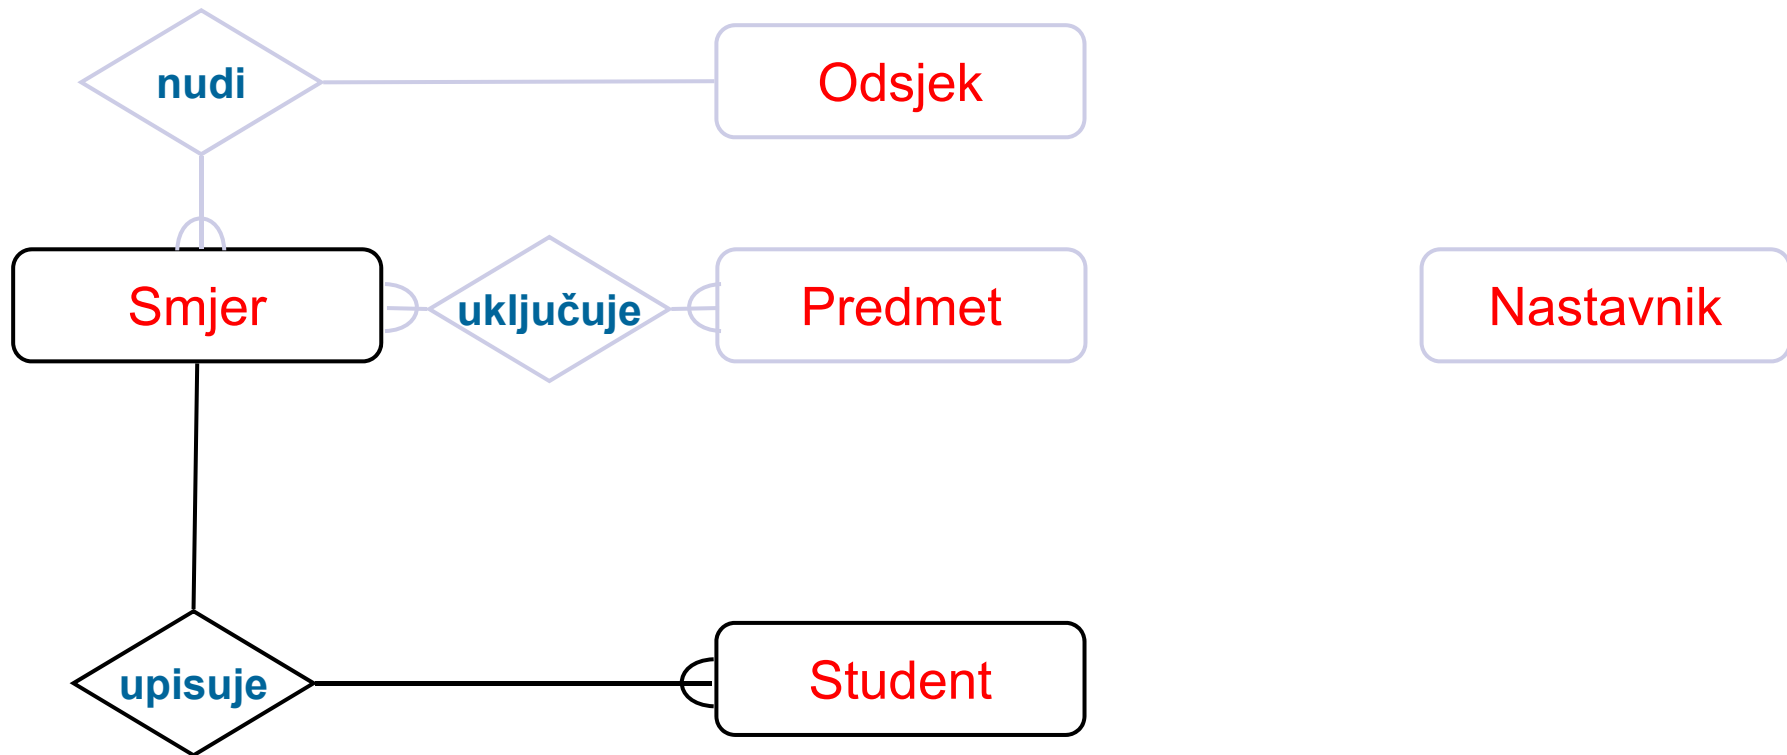 nudi
Odsjek
Smjer
uključuje
Predmet
Nastavnik
upisuje
Student